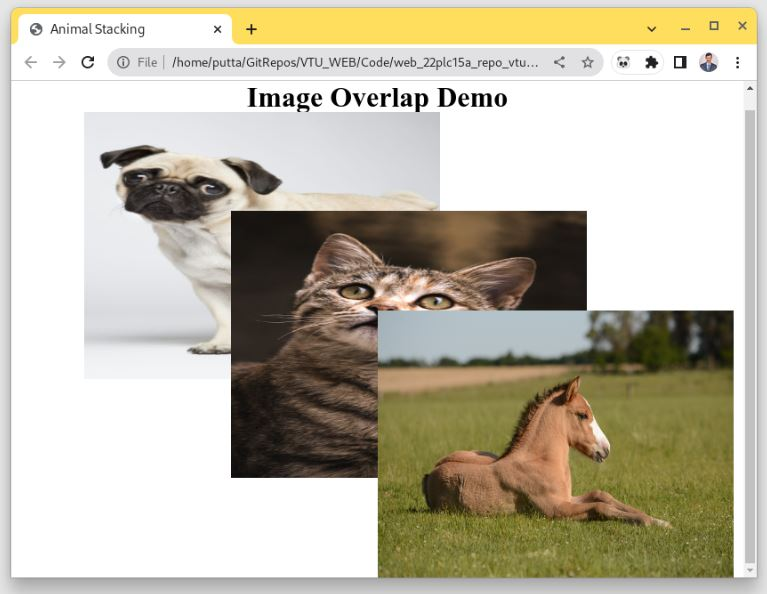 Animal Stacking
File /home/putta/GitRepos/VTU_WEB/Code/web_22plc15a_repo_vtu...
Image Overlap Demo